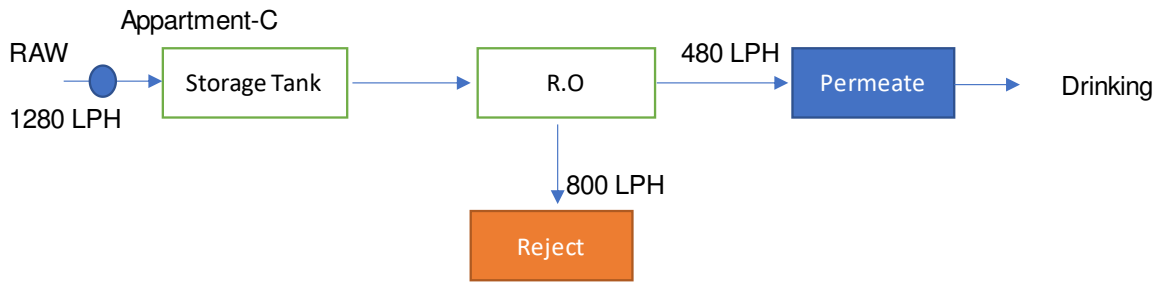 Appartment-C
RAW
1280 LPH
Storage Tank
R.O
480 LPH
Permeate
Drinking
800 LPH
Reject